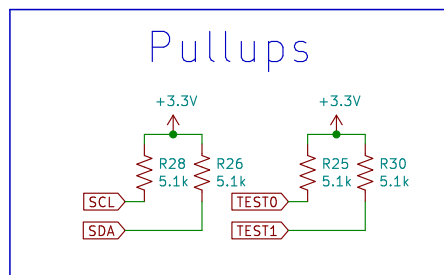 Pullups
+3.3V +3.3V
R28 R26 R25 R30
5.1k 5.1k 5.1k 5.1k
SCL TEST0
SDA TEST1